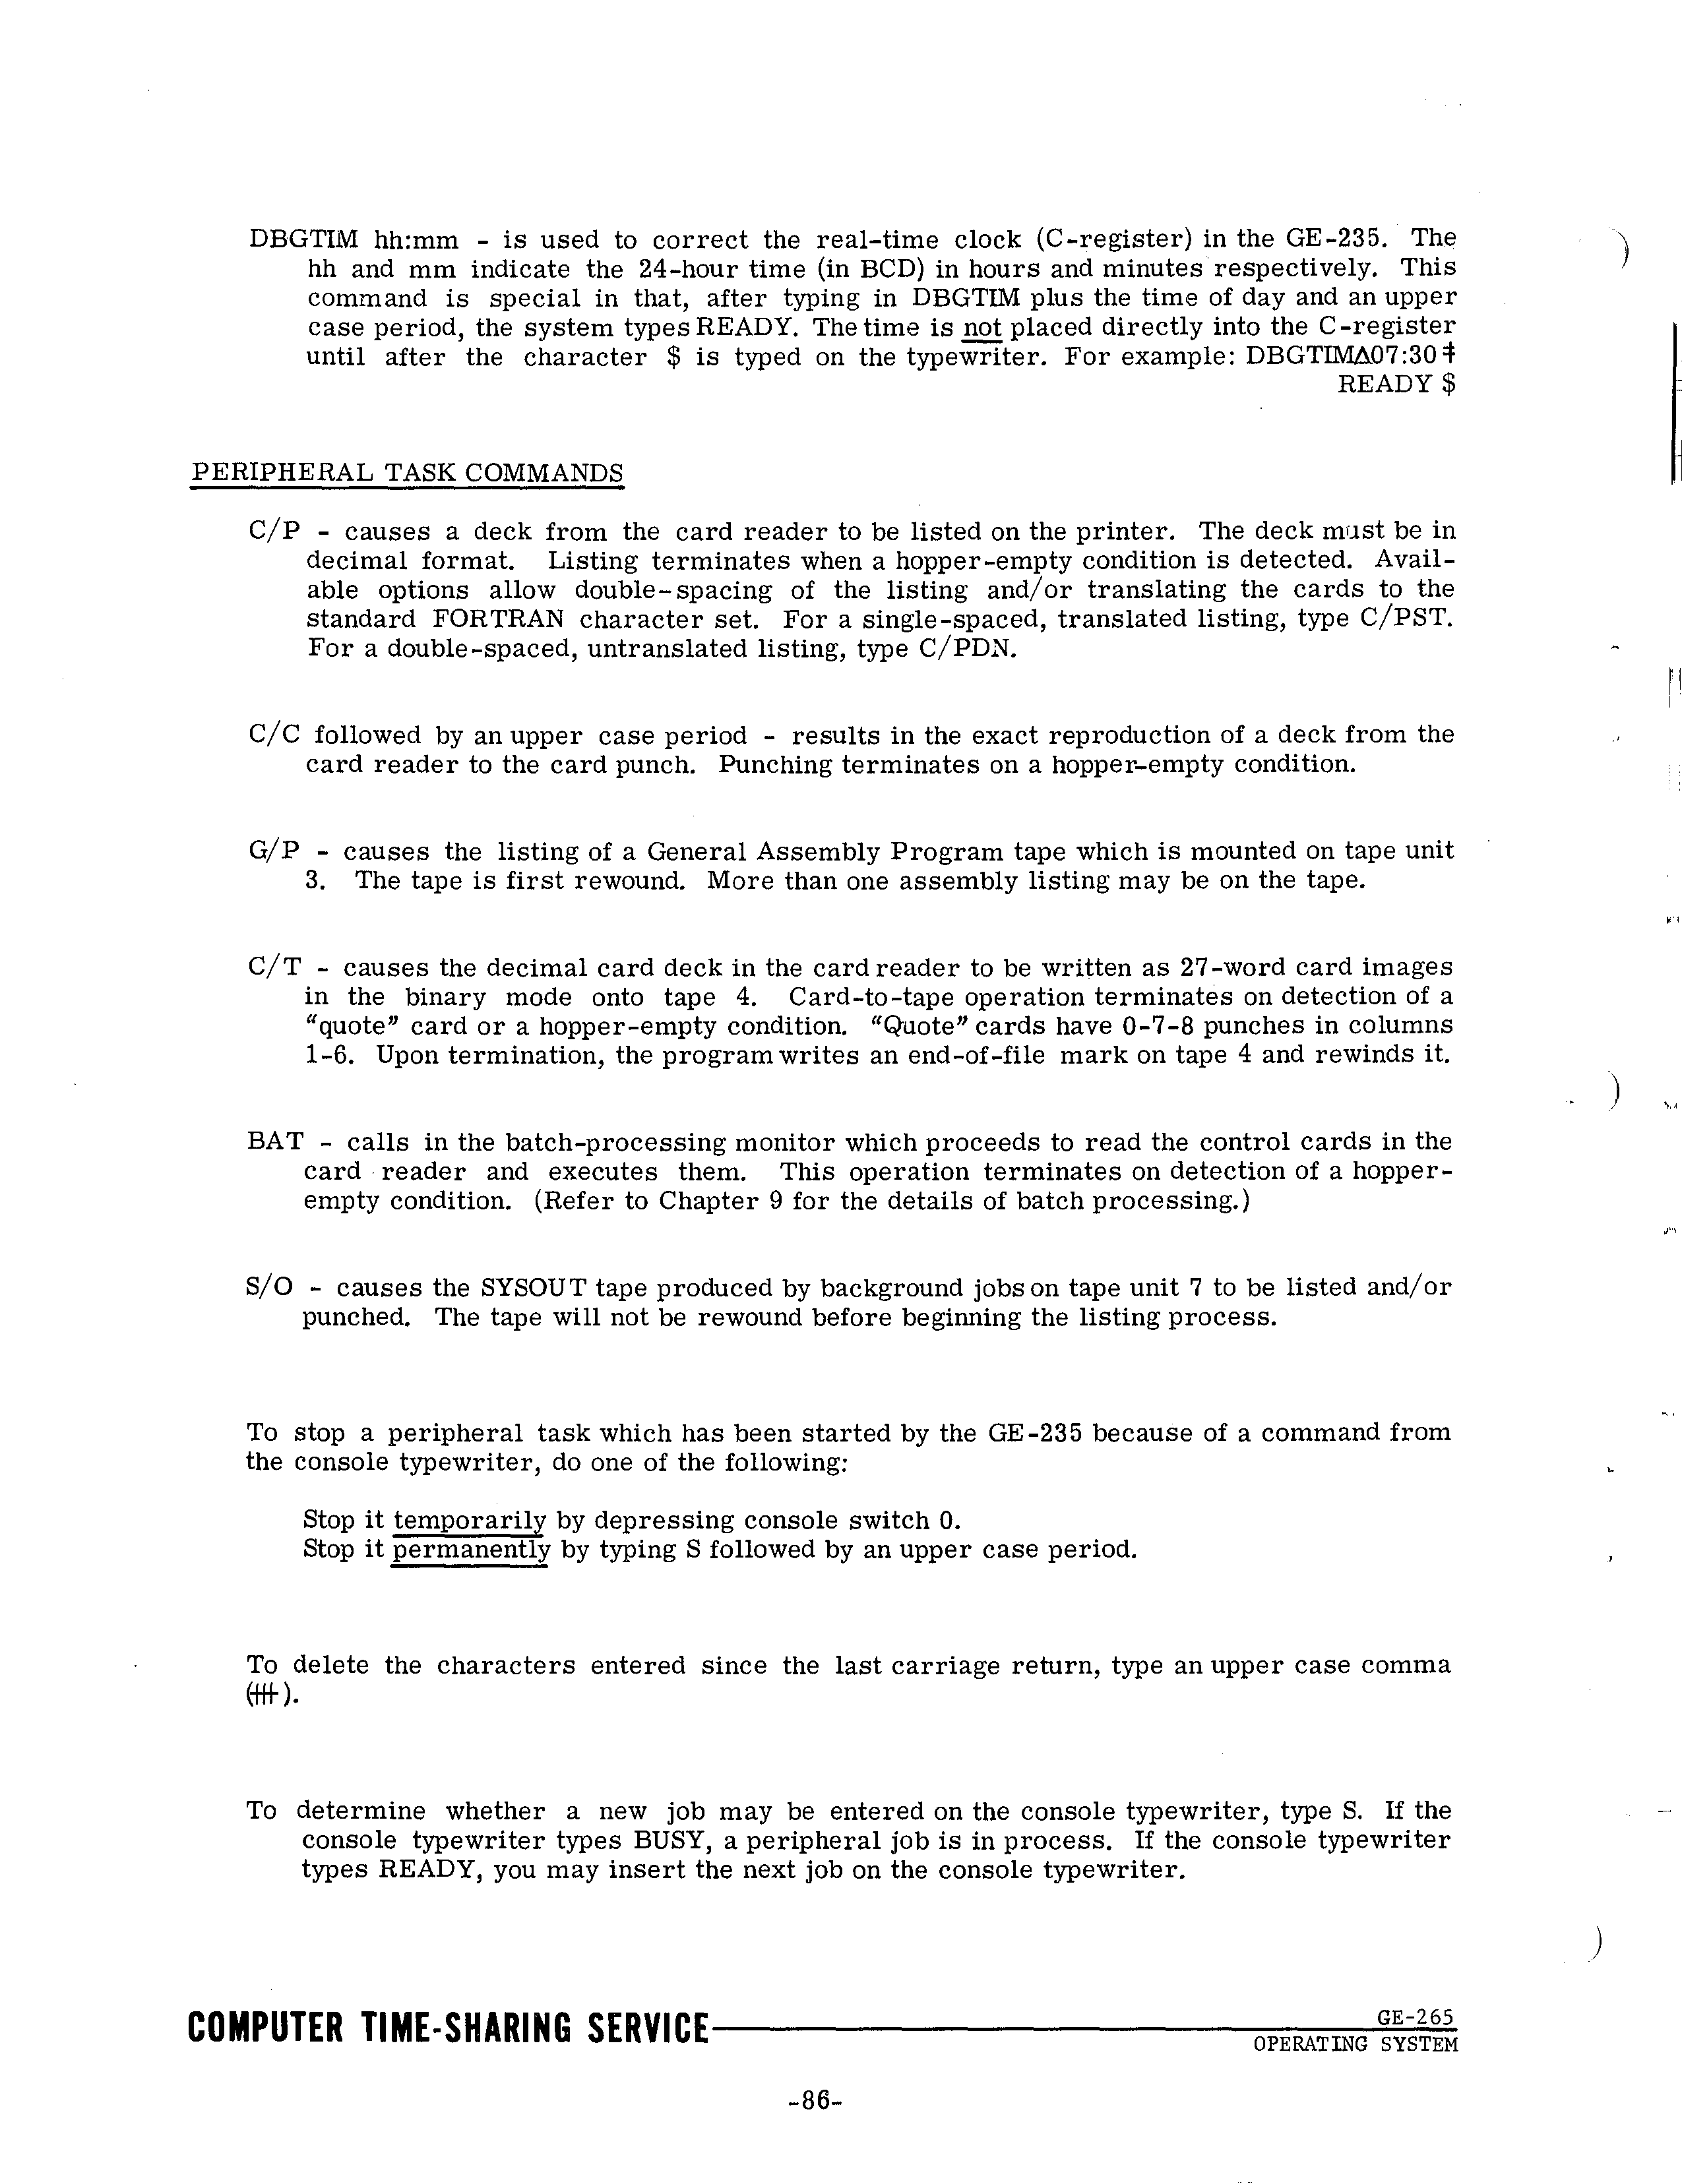 DBGTIM hh:mm - is used to correct the real-time clock (C-register) in the GE-235. The
hh and mm indicate the 24-hour time (in BCD) in hours and minutes respectively. This
command is special in that, after typing in DBGTIM plus the time of day and an upper
case period, the system types READY. The time is not placed directly into the C-register
until after the character $ is typed on the typewriter. For example: DBGTIM∆07:30‡
READY $
PERIPHERAL TASK COMMANDS
C/P - causes a deck from the card reader to be listed on the printer. The deck must be in
decimal format. Listing terminates when a hopper-empty condition is detected. Avail-
able options allow double-spacing of the listing and/or translating the cards to the
standard FORTRAN character set. For a single-spaced, translated listing, type C/PST.
For a double-spaced, untranslated listing, type C/PDN.
C/C followed by an upper case period - results in the exact reproduction of a deck from the
card reader to the card punch. Punching terminates on a hopper-empty condition.
G/P - causes the listing of a General Assembly Program tape which is mounted on tape unit
3. The tape is first rewound. More than one assembly listing may be on the tape.
C/T - causes the decimal card deck in the card reader to be written as 27-word card images
in the binary mode onto tape 4. Card-to-tape operation terminates on detection of a
“quote” card or a hopper-empty condition. “Quote” cards have 0-7-8 punches in columns
1-6. Upon termination, the program writes an end-of-file mark on tape 4 and rewinds it.
BAT - calls in the batch-processing monitor which proceeds to read the control cards in the
card reader and executes them. This operation terminates on detection of a hopper-
empty condition. (Refer to Chapter 9 for the details of batch processing.)
S/O - causes the SYSOUT tape produced by background jobs on tape unit 7 to be listed and/or
punched. The tape will not be rewound before beginning the listing process.
To stop a peripheral task which has been started by the GE-235 because of a command from
the console typewriter, do one of the following:
Stop it temporarily by depressing console switch 0.
Stop it permanently by typing S followed by an upper case period.
To delete the characters entered since the last carriage return, type an upper case comma
(⧻).
To determine whether a new job may be entered on the console typewriter, type S. If the
console typewriter types BUSY, a peripheral job is in process. If the console typewriter
types READY, you may insert the next job on the console typewriter.
COMPUTER TIME-SHARING SERVICE
GE-265
OPERATING SYSTEM
-86-